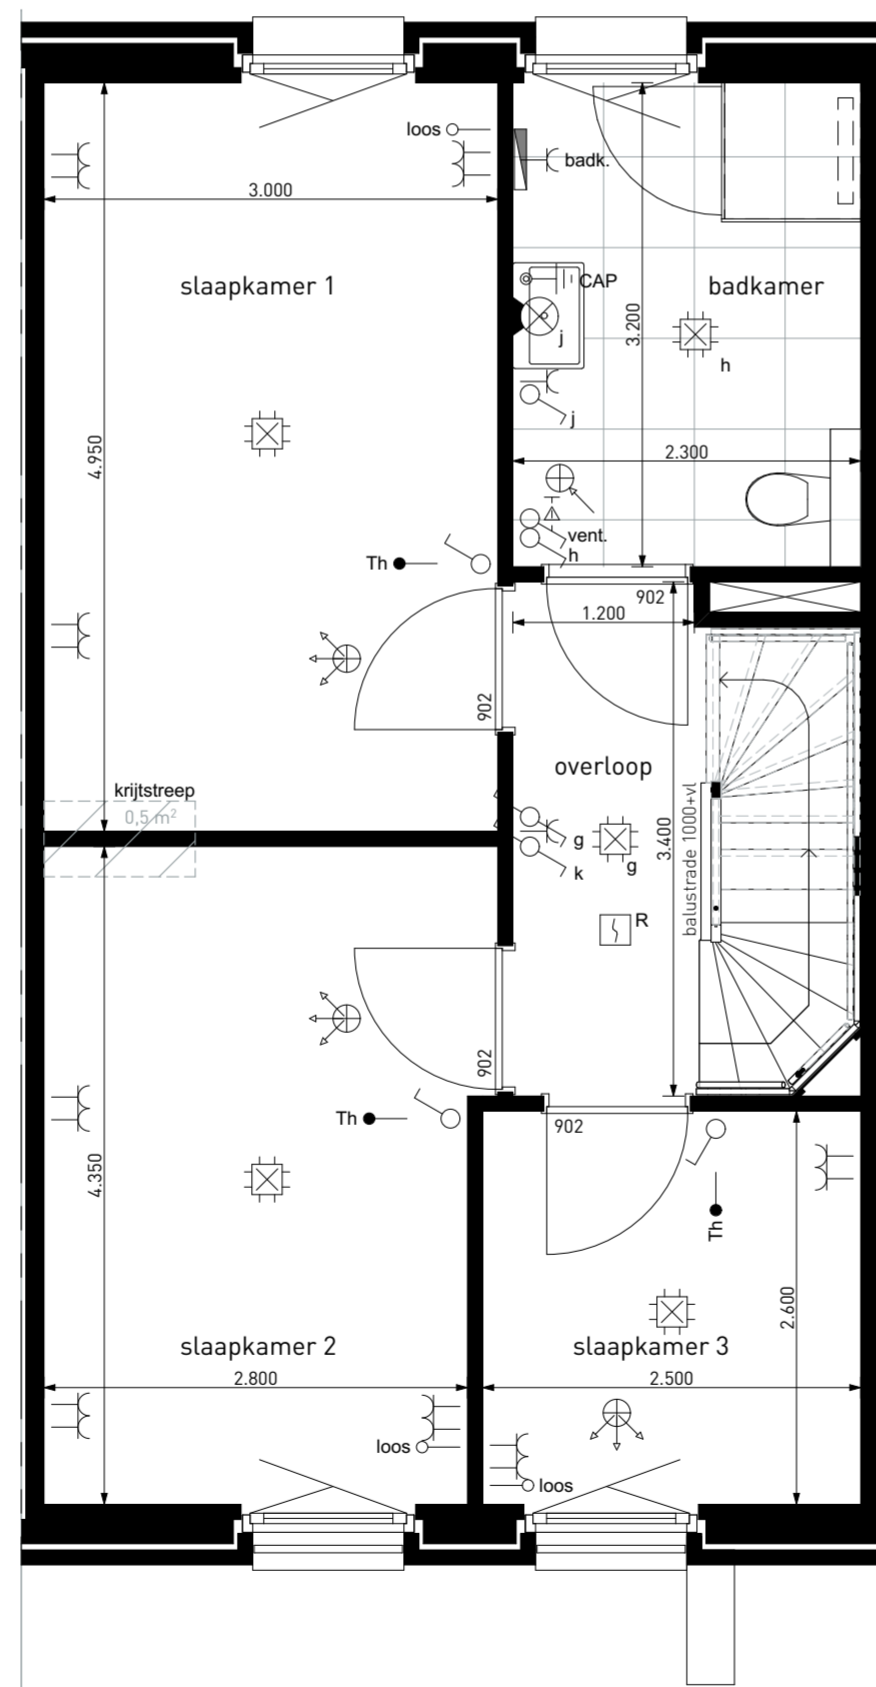 loos
badk.
3.000
slaapkamer 1
CAP
badkamer
3.200
j
h
j
4.950
2.300
vent.
h
Th
902
1.200
902
overloop
krijtstreep
0,5 m²
g
g
k
3.400
balustrade 1000+vl
R
902
Th
902
4.350
Th
2.600
slaapkamer 2
slaapkamer 3
2.800
2.500
loos
loos